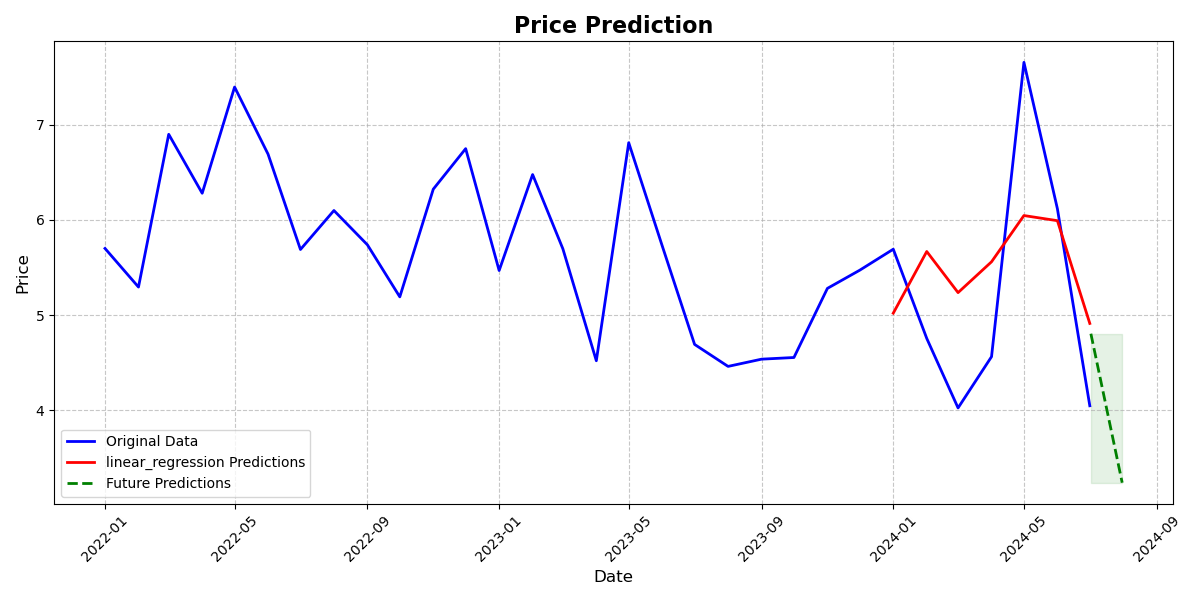 Price Prediction
Price
7
6
5
4
Original Data
linear_regression Predictions
Future Predictions
2022-01
2022-05
2022-09
2023-01
2023-05
2023-09
2024-01
2024-05
2024-09
Date